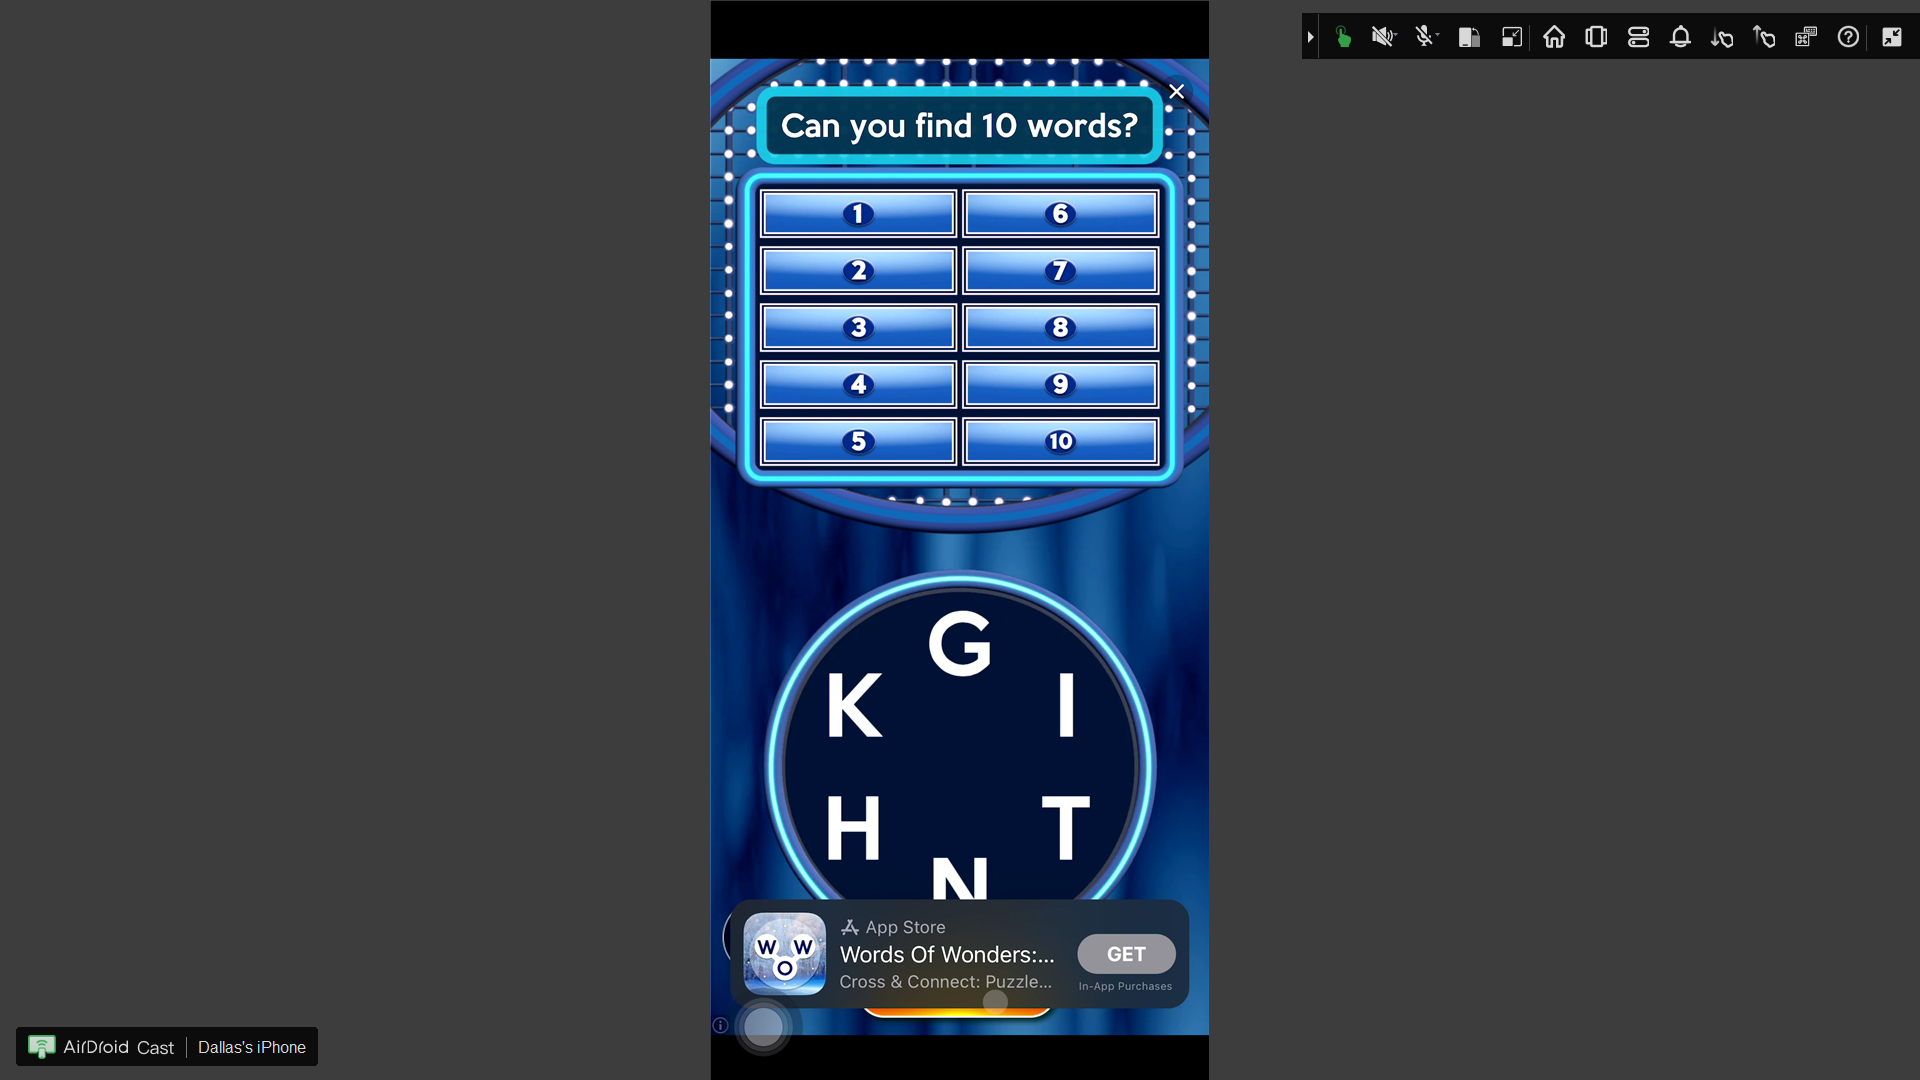 Can you find 10 words?
1 6
2 7
3 8
4 9
5 10
G
K I
H T
N
App Store
Words Of Wonders:...
Cross & Connect: Puzzle...
GET
In-App Purchases
W W
O
AirDroid Cast | Dallas's iPhone